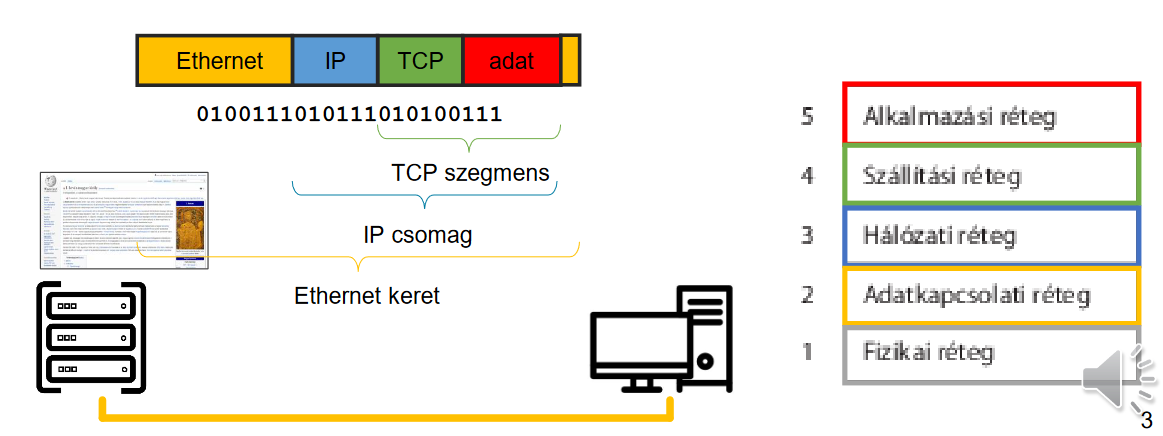 Ethernet IP TCP adat
0100111010111010100111
TCP szegmens
IP csomag
Ethernet keret
5 Alkalmazási réteg
4 Szállítási réteg
3 Hálózati réteg
2 Adatkapcsolati réteg
1 Fizikai réteg
3